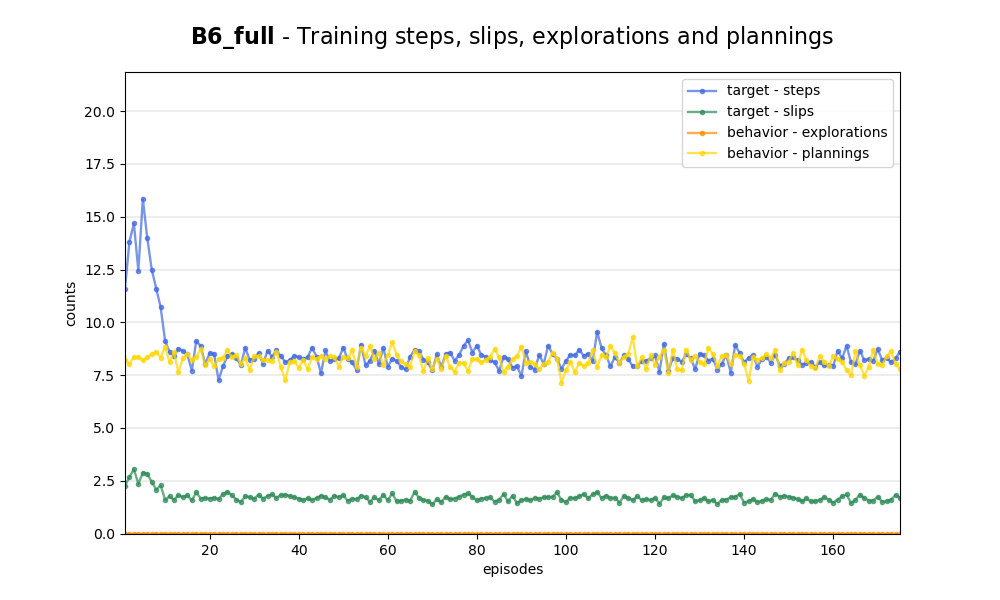 B6_full - Training steps, slips, explorations and plannings
target - steps
target - slips
behavior - explorations
behavior - plannings
counts
20.0
17.5
15.0
12.5
10.0
7.5
5.0
2.5
0.0
20 40 60 80 100 120 140 160
episodes